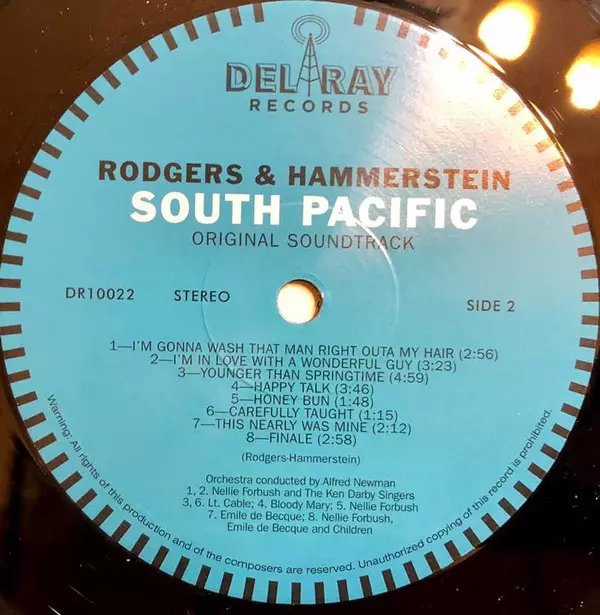 DEL RAY
RECORDS
RODGERS & HAMMERSTEIN
SOUTH PACIFIC
ORIGINAL SOUNDTRACK
DR10022 STEREO SIDE 2
1—I'M GONNA WASH THAT MAN RIGHT OUTA MY HAIR (2:56)
2—I'M IN LOVE WITH A WONDERFUL GUY (3:23)
3—YOUNGER THAN SPRINGTIME (4:59)
4—HAPPY TALK (3:46)
5—HONEY BUN (1:48)
6—CAREFULLY TAUGHT (1:15)
7—THIS NEARLY WAS MINE (2:12)
8—FINALE (2:58)
(Rodgers-Hammerstein)
Orchestra conducted by Alfred Newman
1, 2. Nellie Forbush and The Ken Darby Singers
3, 6. Lt. Cable; 4. Bloody Mary; 5. Nellie Forbush
7. Emile de Becque; 8. Nellie Forbush,
Emile de Becque and Children
Warning: All rights of this production and of the composers are reserved. Unauthorized copying of this record is prohibited.